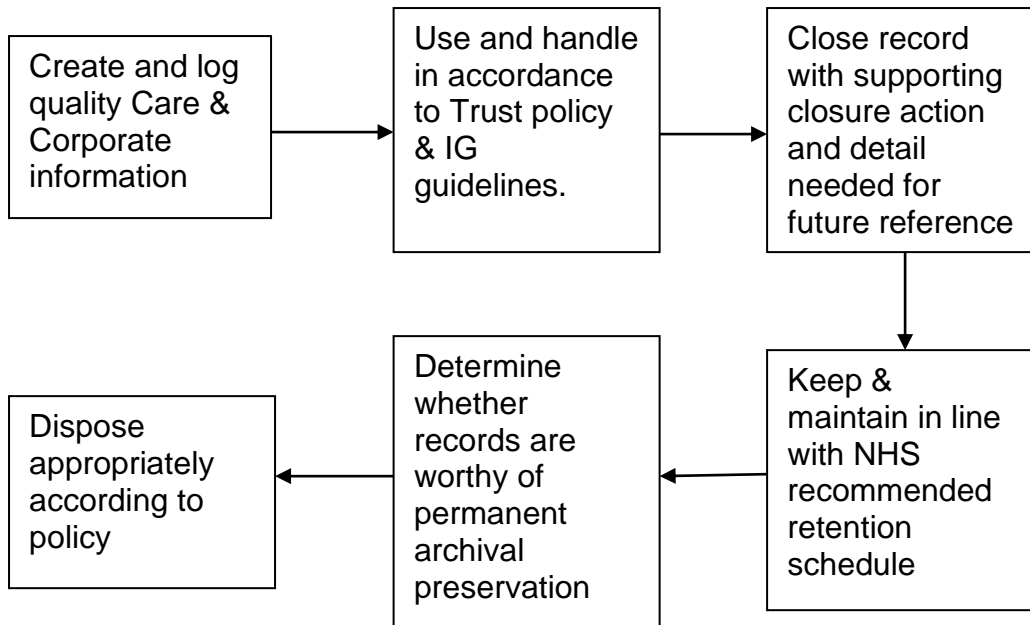 Create and log
quality Care &
Corporate
information
Use and handle
in accordance
to Trust policy
& IG
guidelines.
Close record
with supporting
closure action
and detail
needed for
future reference
Keep &
maintain in line
with NHS
recommended
retention
schedule
Determine
whether
records are
worthy of
permanent
archival
preservation
Dispose
appropriately
according to
policy